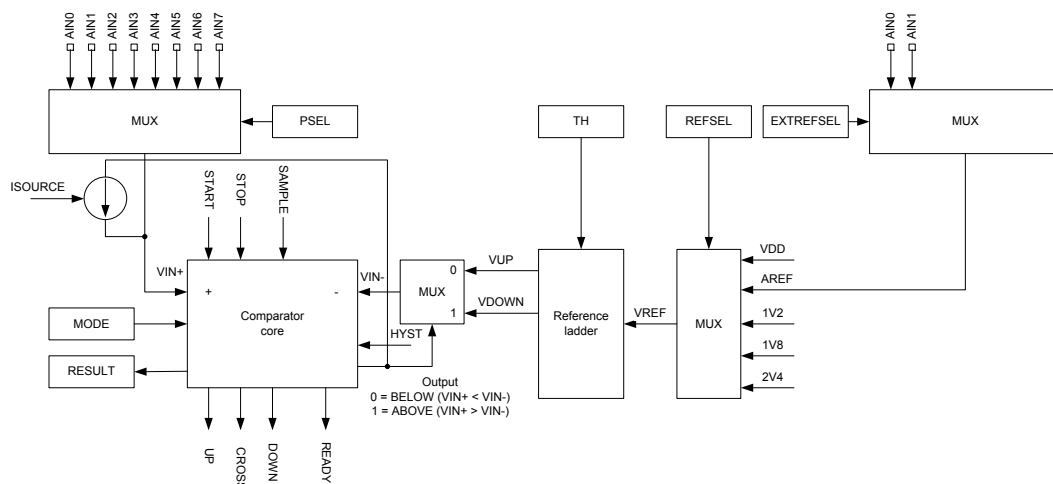 AIN0
AIN1
AIN2
AIN3
AIN4
AIN5
AIN6
AIN7
AIN0
AIN1
MUX
PSEL
TH
REFSEL
EXTREFSEL
MUX
ISOURCE
START
STOP
SAMPLE
VIN+
VIN-
+
-
Comparator
core
MODE
RESULT
HYST
MUX
0
1
VUP
VDOWN
Reference
ladder
VREF
MUX
VDD
AREF
1V2
1V8
2V4
Output
0 = BELOW (VIN+ < VIN-)
1 = ABOVE (VIN+ > VIN-)
UP
CROSS
DOWN
READY